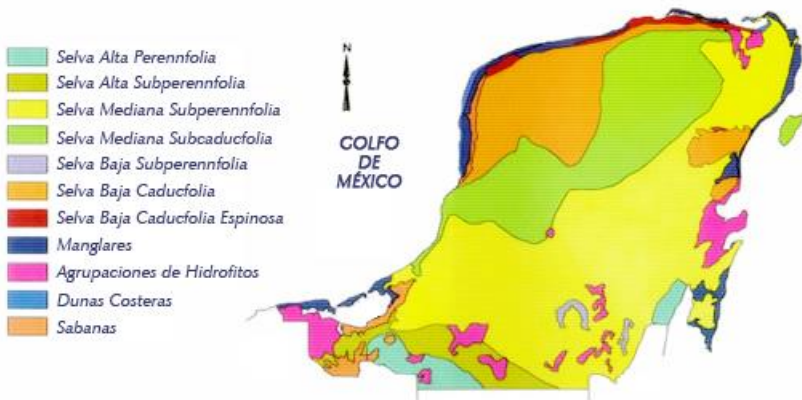 Selva Alta Perennfolia
Selva Alta Subperennfolia
Selva Mediana Subperennfolia
Selva Mediana Subcaducfolia
Selva Baja Subperennfolia
Selva Baja Caducfolia
Selva Baja Caducfolia Espinosa
Manglares
Agrupaciones de Hidrofitos
Dunas Costeras
Sabanas
N
COLFO
DE
MÉXICO